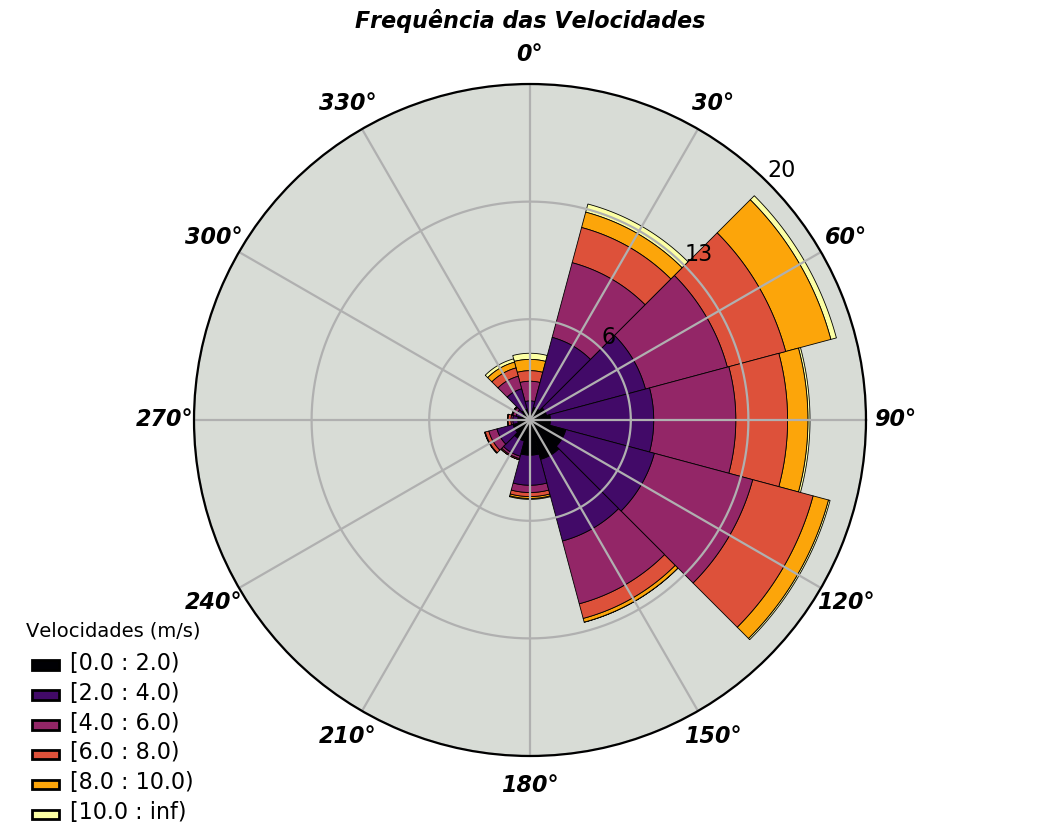 Frequência das Velocidades
0°
330°
30°
20
300°
60°
13
6
270°
90°
240°
120°
210°
150°
180°
Velocidades (m/s)
[0.0 : 2.0)
[2.0 : 4.0)
[4.0 : 6.0)
[6.0 : 8.0)
[8.0 : 10.0)
[10.0 : inf)